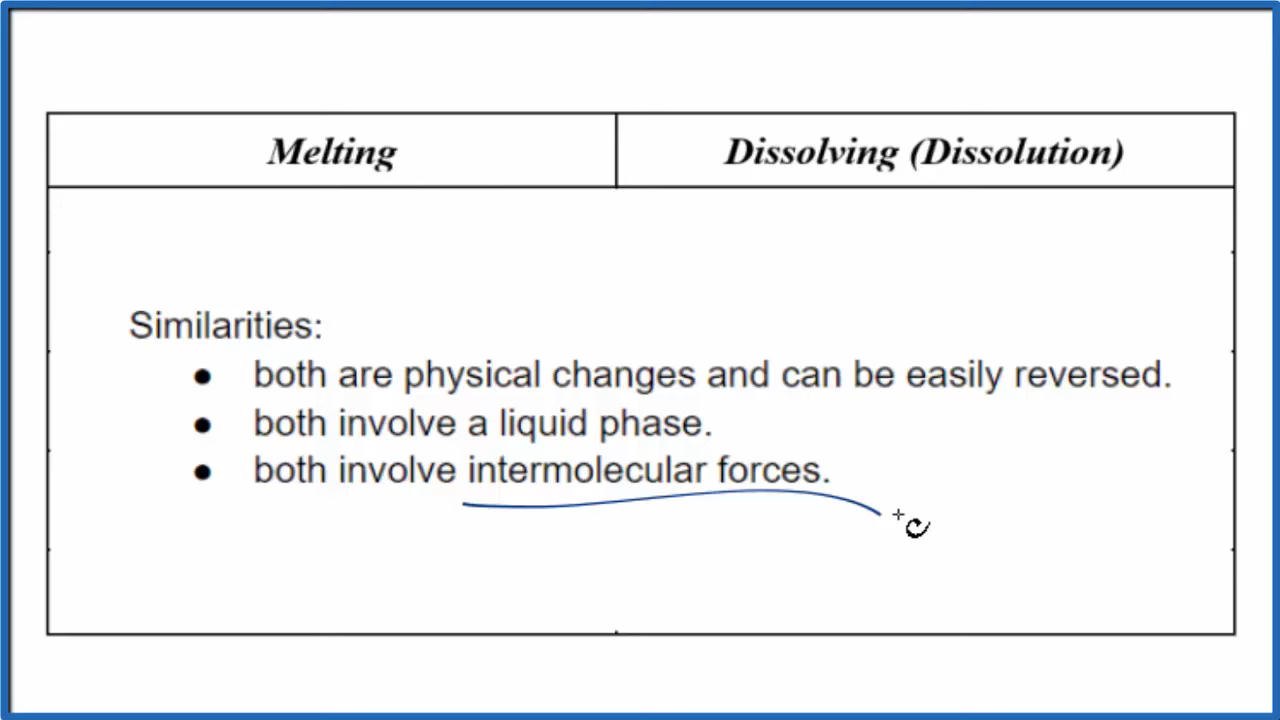 Melting
Dissolving (Dissolution)
Similarities:
● both are physical changes and can be easily reversed.
● both involve a liquid phase.
● both involve intermolecular forces.